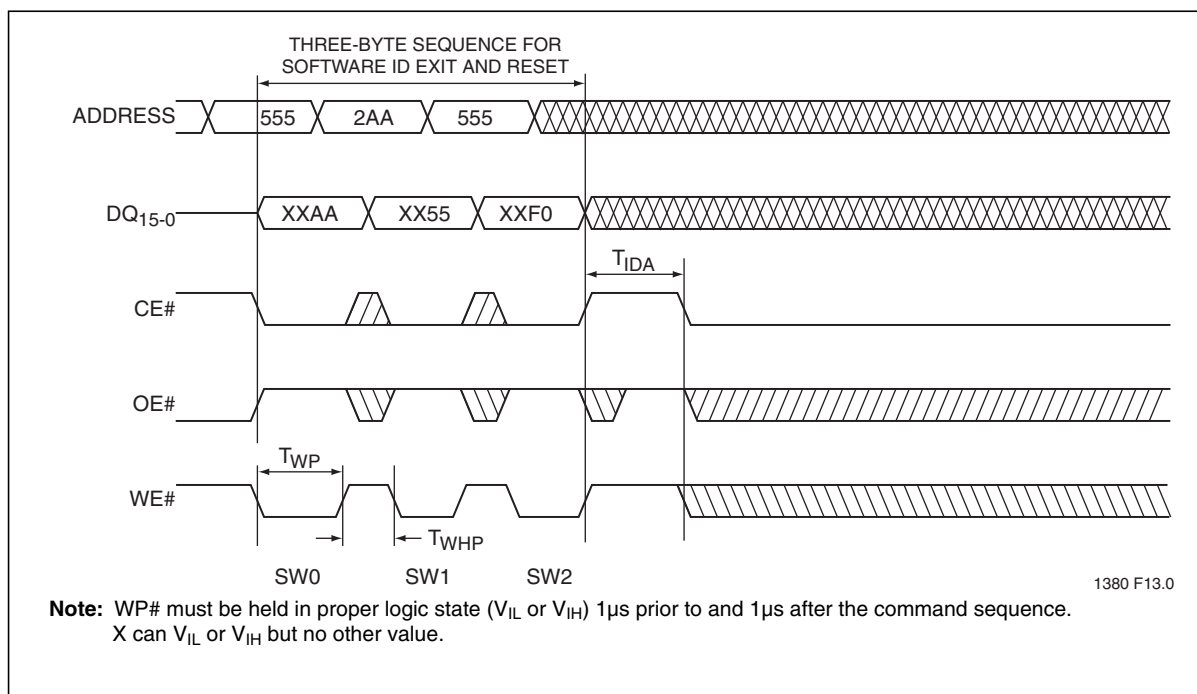 THREE-BYTE SEQUENCE FOR
SOFTWARE ID EXIT AND RESET
ADDRESS 555 2AA 555
DQ15-0 XXAA XX55 XXF0
TIDA
CE#
OE#
TWP
WE#
TWHP
SW0 SW1 SW2
1380 F13.0
Note: WP# must be held in proper logic state (VIL or VIH) 1µs prior to and 1µs after the command sequence.
X can VIL or VIH but no other value.